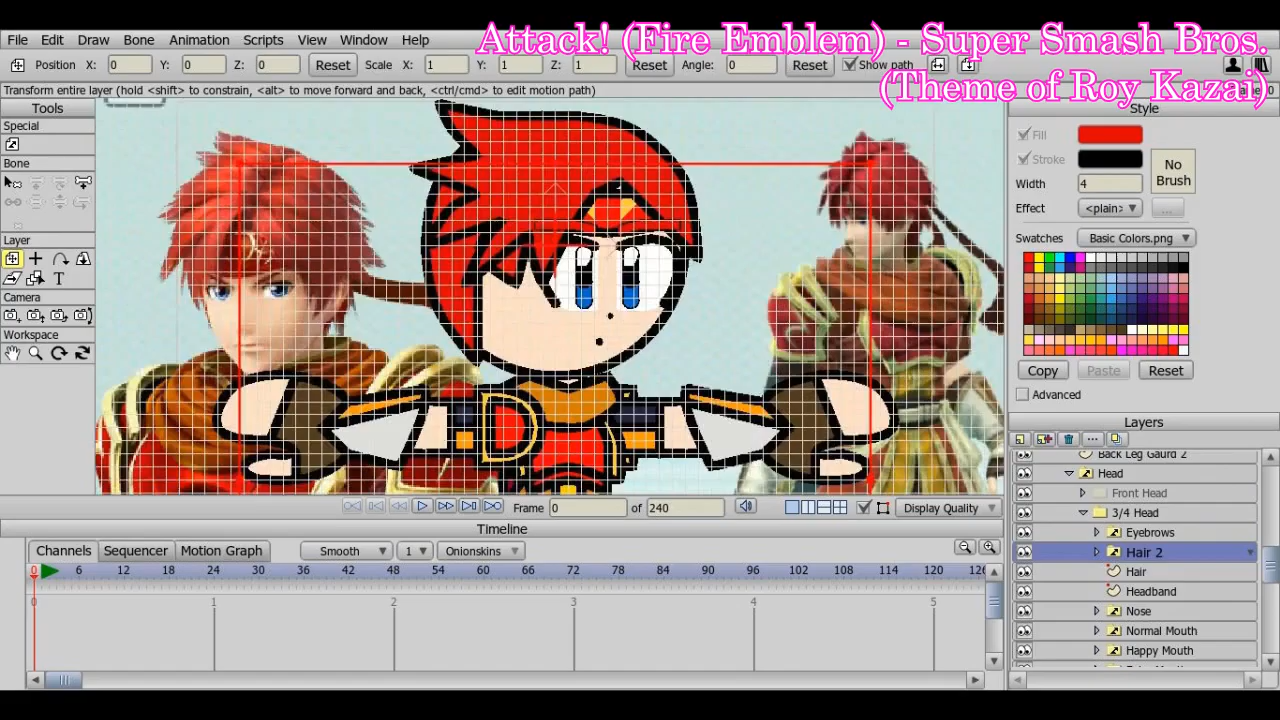 Attack! (Fire Emblem) - Super Smash Bros.
(Theme of Roy Kazai)
File Edit Draw Bone Animation Scripts View Window Help
Position X: 0 Y: 0 Z: 0 Reset Scale X: 1 Y: 1 Z: 1 Reset Angle: 0 Reset Show path
Transform entire layer (hold <shift> to constrain, <alt> to move forward and back, <ctrl/cmd> to edit motion path)
Tools
Special
Bone
Layer
T
Camera
Workspace
Style
Fill
Stroke
No Brush
Width 4
Effect <plain>
...
Swatches Basic Colors.png
Copy Paste Reset
Advanced
Layers
...
Back Leg Gaurd 2
Head
Front Head
3/4 Head
Eyebrows
Hair 2
Hair
Headband
Nose
Normal Mouth
Happy Mouth
Frame 0 of 240 Display Quality
Timeline
Channels Sequencer Motion Graph Smooth 1 Onionskins
0 6 12 18 24 30 36 42 48 54 60 66 72 78 84 90 96 102 108 114 120 126
0 1 2 3 4 5